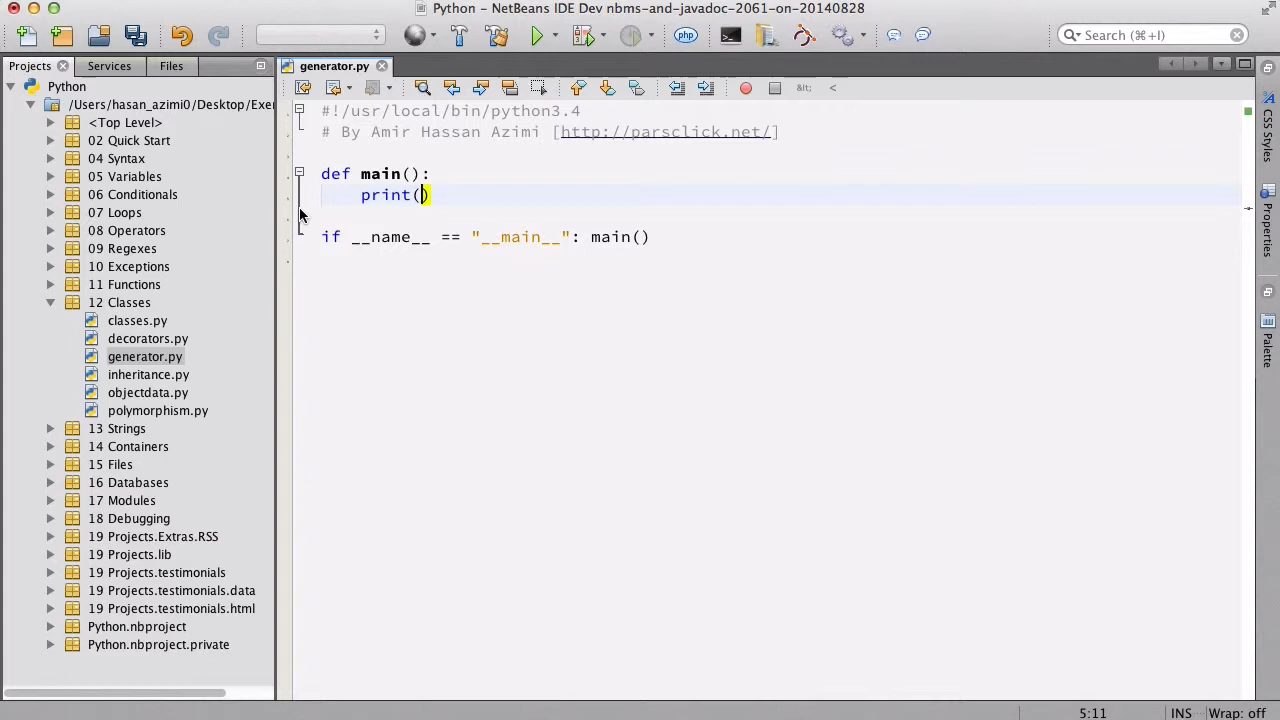 Python - NetBeans IDE Dev nbms-and-javadoc-2061-on-20140828
php
Search (⌘+I)
Projects
Services
Files
generator.py
Python
/Users/hasan_azimi0/Desktop/Exer
<Top Level>
02 Quick Start
04 Syntax
05 Variables
06 Conditionals
07 Loops
08 Operators
09 Regexes
10 Exceptions
11 Functions
12 Classes
classes.py
decorators.py
generator.py
inheritance.py
objectdata.py
polymorphism.py
13 Strings
14 Containers
15 Files
16 Databases
17 Modules
18 Debugging
19 Projects.Extras.RSS
19 Projects.lib
19 Projects.testimonials
19 Projects.testimonials.data
19 Projects.testimonials.html
Python.nbproject
Python.nbproject.private
&lt; <
#!/usr/local/bin/python3.4
# By Amir Hassan Azimi [http://parsclick.net/]
def main():
print()
if __name__ == "__main__": main()
CSS Styles
Properties
Palette
5:11
INS
Wrap: off